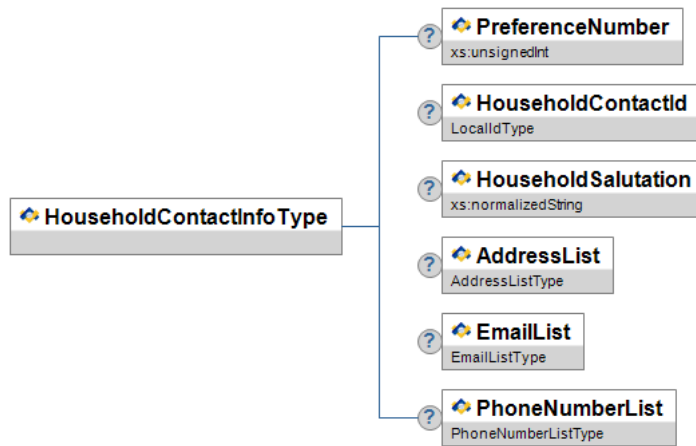 ?
PreferenceNumber
xs:unsignedInt
?
HouseholdContactId
LocalIdType
?
HouseholdSalutation
xs:normalizedString
HouseholdContactInfoType
?
AddressList
AddressListType
?
EmailList
EmailListType
?
PhoneNumberList
PhoneNumberListType